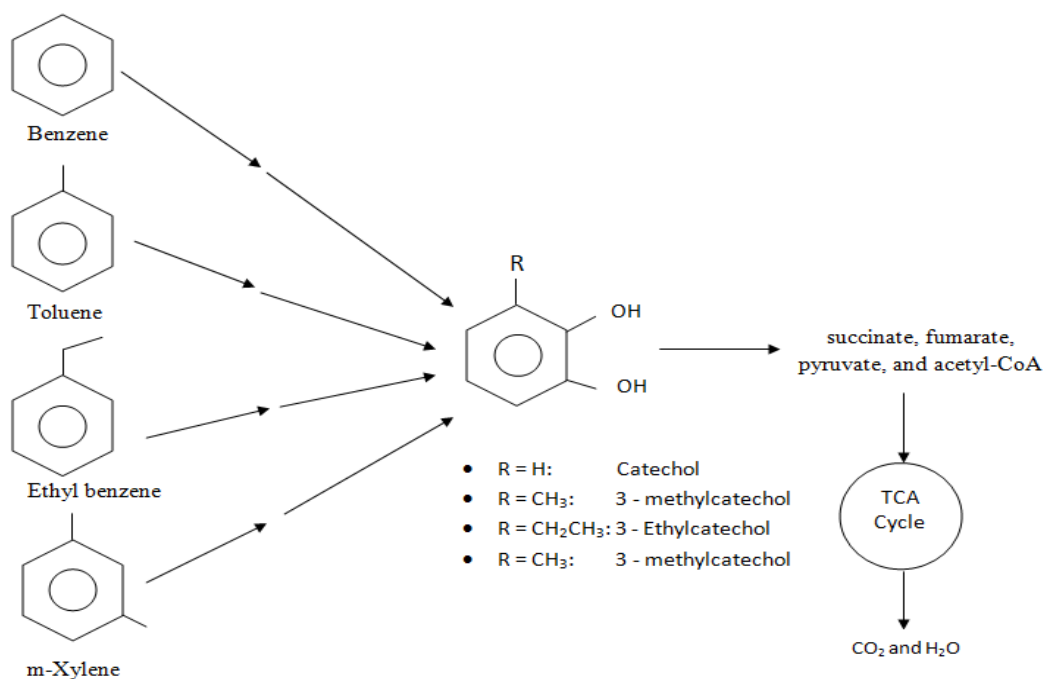 Benzene
Toluene
Ethyl benzene
m-Xylene
R
OH
OH
• R = H: Catechol
• R = CH₃: 3 - methylcatechol
• R = CH₂CH₃: 3 - Ethylcatechol
• R = CH₃: 3 - methylcatechol
succinate, fumarate,
pyruvate, and acetyl-CoA
TCA
Cycle
CO₂ and H₂O